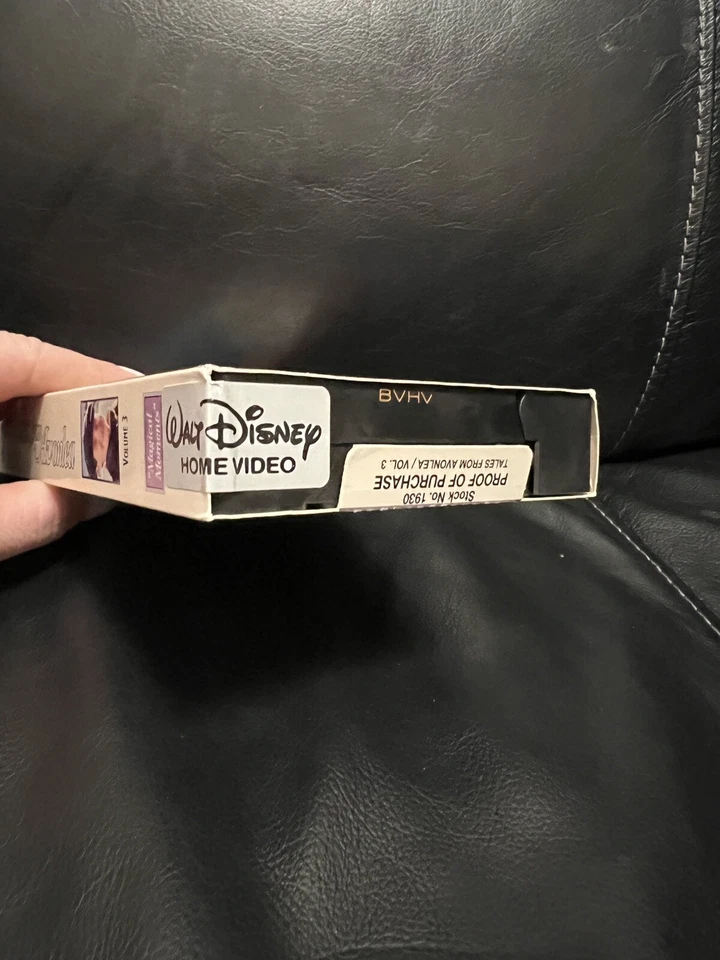 Avonlea
VOLUME 3
"Magical
Moments"
WALT DISNEY
HOME VIDEO
BVHV
Stock No. 1930
PROOF OF PURCHASE
TALES FROM AVONLEA / VOL. 3